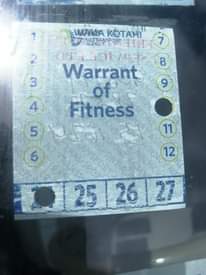 WAKA KOTAHI
1 7
2 Warrant 8
3 of 9
4 Fitness
5 11
6 12
25 26 27